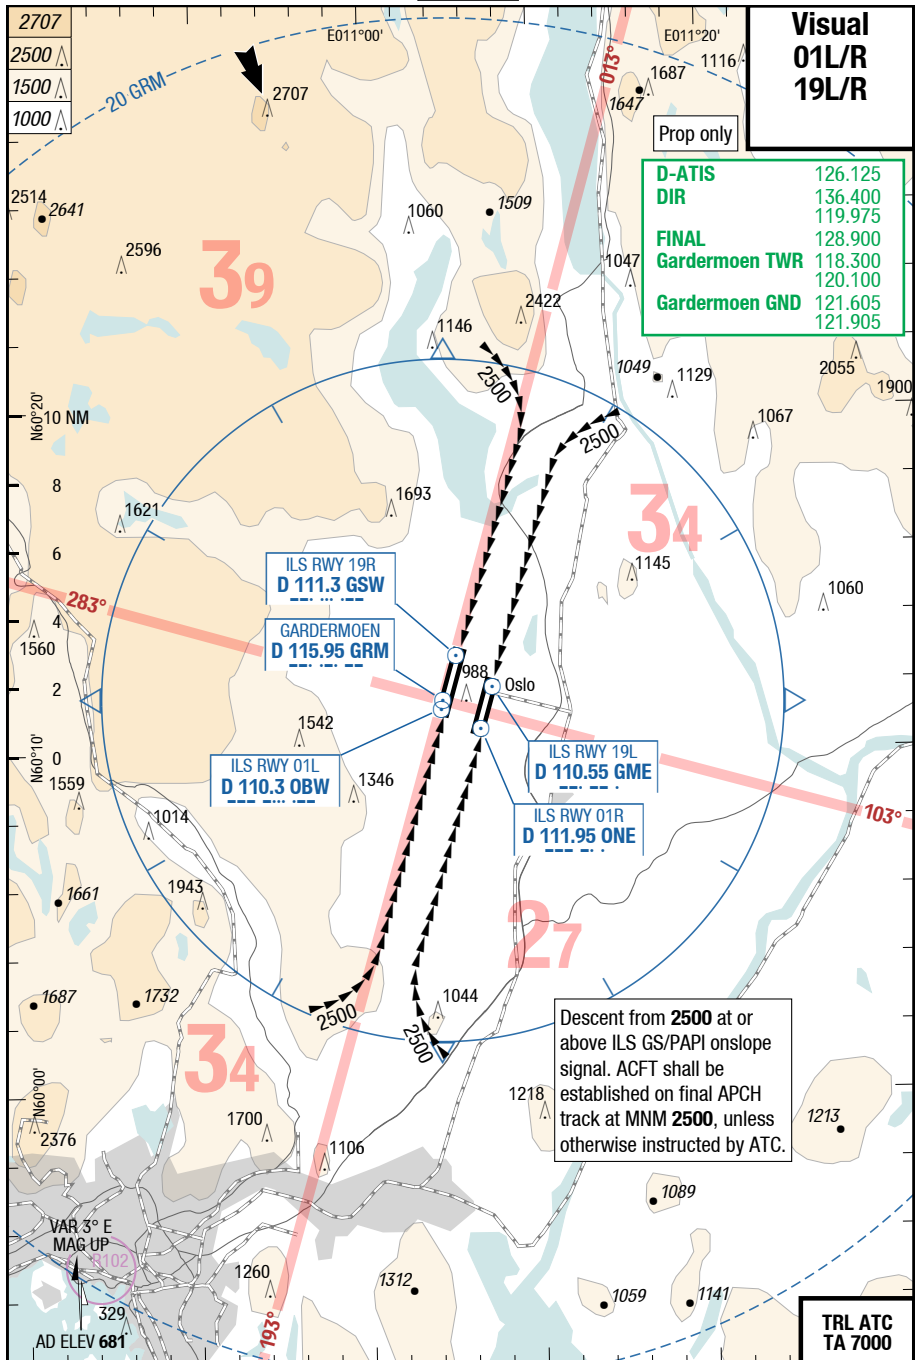 2707
2500
1500
1000
E011°00'
E011°20'
Visual
01L/R
19L/R
Prop only
D-ATIS 126.125
DIR 136.400
119.975
FINAL 128.900
Gardermoen TWR 118.300
120.100
Gardermoen GND 121.605
121.905
20 GRM
2707
013°
1687
1647
1116
2514
2641
2596
39
1060
1509
1047
2422
1146
2500
1049
1129
2055
1900
N60°20'
10 NM
2500
1067
8
1621
1693
34
6
1145
1060
ILS RWY 19R
D 111.3 GSW
283°
4
1560
GARDERMOEN
D 115.95 GRM
988
Oslo
2
1542
N60°10'
0
ILS RWY 01L
D 110.3 OBW
ILS RWY 19L
D 110.55 GME
1559
1346
1014
ILS RWY 01R
D 111.95 ONE
103°
1661
1943
27
1687
1732
1044
2500
2500
Descent from 2500 at or
above ILS GS/PAPI onslope
signal. ACFT shall be
established on final APCH
track at MNM 2500, unless
otherwise instructed by ATC.
34
N60°00'
2376
1700
1106
1218
1213
1089
VAR 3° E
MAG UP
R102
1260
1312
1059
1141
329
AD ELEV 681
193°
TRL ATC
TA 7000